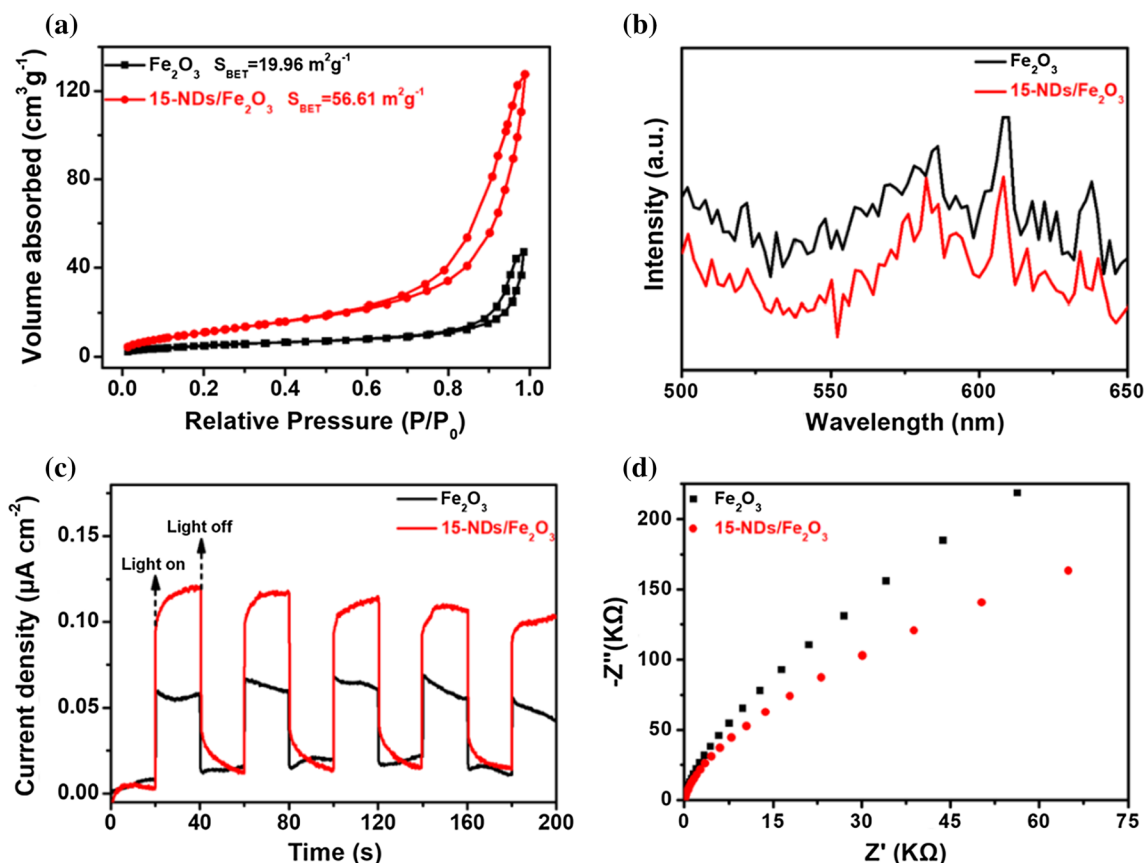 (a)
Fe₂O₃ S_BET=19.96 m²g⁻¹
15-NDs/Fe₂O₃ S_BET=56.61 m²g⁻¹
Volume absorbed (cm³g⁻¹)
120
80
40
0
0.0 0.2 0.4 0.6 0.8 1.0
Relative Pressure (P/P₀)
(b)
Fe₂O₃
15-NDs/Fe₂O₃
Intensity (a.u.)
500 550 600 650
Wavelength (nm)
(c)
Fe₂O₃
15-NDs/Fe₂O₃
Light off
Light on
Current density (μA cm⁻²)
0.15
0.10
0.05
0.00
0 40 80 120 160 200
Time (s)
(d)
Fe₂O₃
15-NDs/Fe₂O₃
-Z''(KΩ)
200
150
100
50
0
0 15 30 45 60 75
Z' (KΩ)